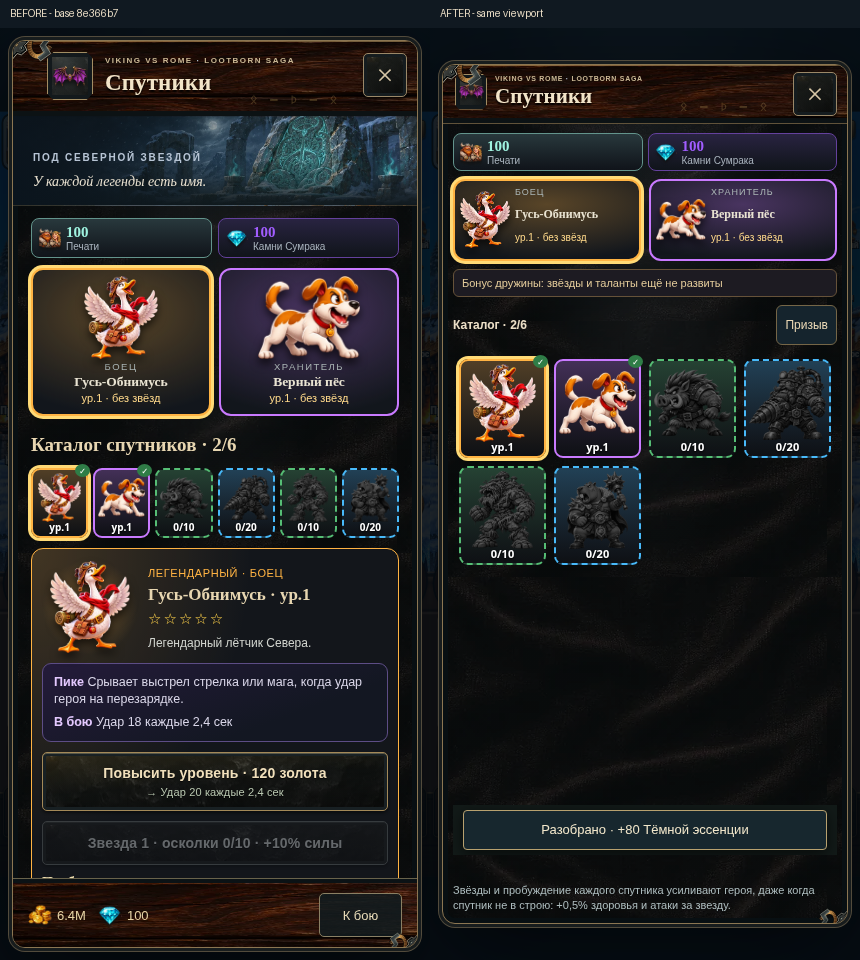 BEFORE - base 8e366b7
VIKING VS ROME · LOOTBORN SAGA
Спутники
ПОД СЕВЕРНОЙ ЗВЕЗДОЙ
У каждой легенды есть имя.
100
Печати
100
Камни Сумрака
БОЕЦ
Гусь-Обнимусь
ур.1 · без звёзд
ХРАНИТЕЛЬ
Верный пёс
ур.1 · без звёзд
Каталог спутников · 2/6
ур.1
ур.1
0/10
0/20
0/10
0/20
ЛЕГЕНДАРНЫЙ · БОЕЦ
Гусь-Обнимусь · ур.1
☆☆☆☆☆
Легендарный лётчик Севера.
Пике Срывает выстрел стрелка или мага, когда удар
героя на перезарядке.
В бою Удар 18 каждые 2,4 сек
Повысить уровень · 120 золота
→ Удар 20 каждые 2,4 сек
Звезда 1 · осколки 0/10 · +10% силы
6.4M
100
К бою
AFTER - same viewport
VIKING VS ROME · LOOTBORN SAGA
Спутники
100
Печати
100
Камни Сумрака
БОЕЦ
Гусь-Обнимусь
ур.1 · без звёзд
ХРАНИТЕЛЬ
Верный пёс
ур.1 · без звёзд
Бонус дружины: звёзды и таланты ещё не развиты
Каталог · 2/6
Призыв
ур.1
ур.1
0/10
0/20
0/10
0/20
Разобрано · +80 Тёмной эссенции
Звёзды и пробуждение каждого спутника усиливают героя, даже когда
спутник не в строю: +0,5% здоровья и атаки за звезду.